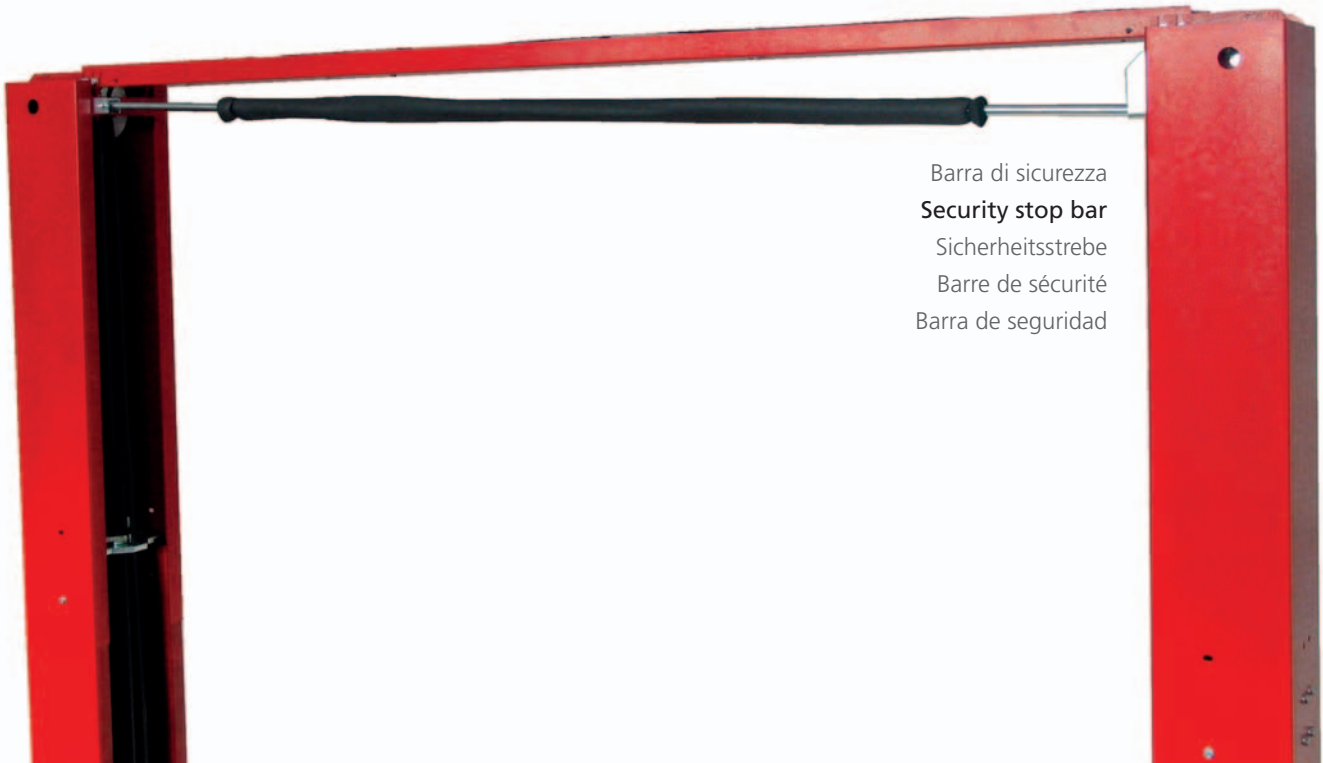 Barra di sicurezza
Security stop bar
Sicherheitsstrebe
Barre de sécurité
Barra de seguridad